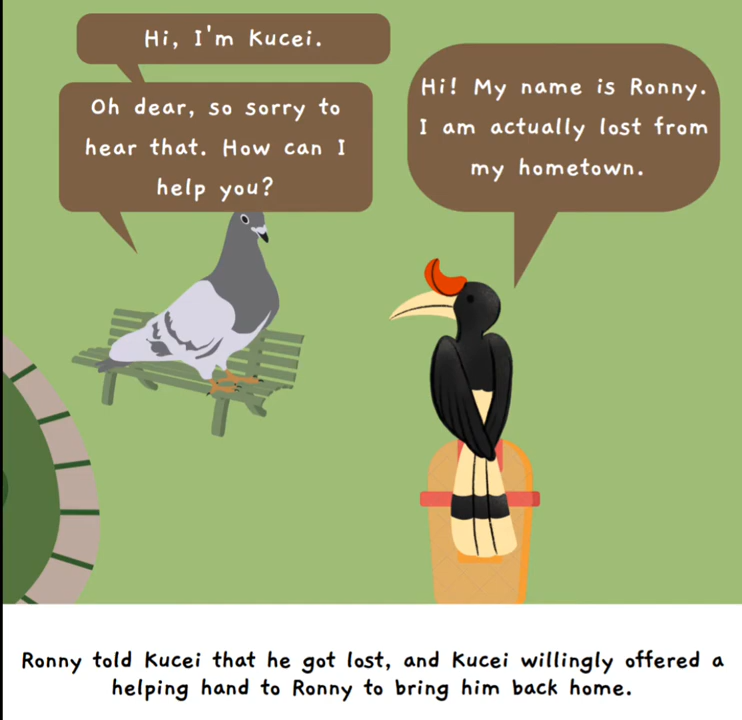 Hi, I'm Kucei.
Hi! My name is Ronny.
I am actually lost from
my hometown.
Oh dear, so sorry to
hear that. How can I
help you?
Ronny told Kucei that he got lost, and Kucei willingly offered a
helping hand to Ronny to bring him back home.